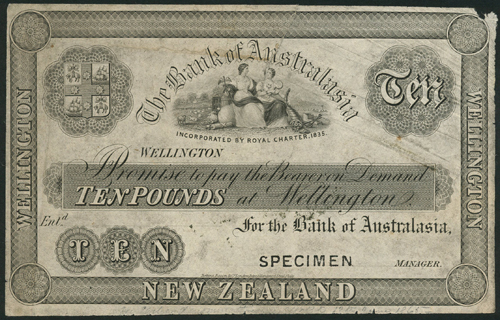 The Bank of Australasia
INCORPORATED BY ROYAL CHARTER, 1835.
Ten
WELLINGTON
WELLINGTON
WELLINGTON
Promise to pay the Bearer on Demand
TEN POUNDS at Wellington
Ent.d
For the Bank of Australasia,
TEN
SPECIMEN
MANAGER.
NEW ZEALAND